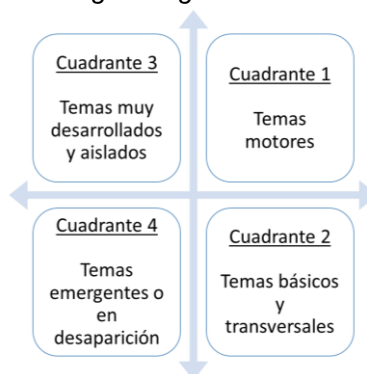 Cuadrante 3
Temas muy
desarrollados
y aislados
Cuadrante 1
Temas
motores
Cuadrante 4
Temas
emergentes o
en
desaparición
Cuadrante 2
Temas básicos
y
transversales